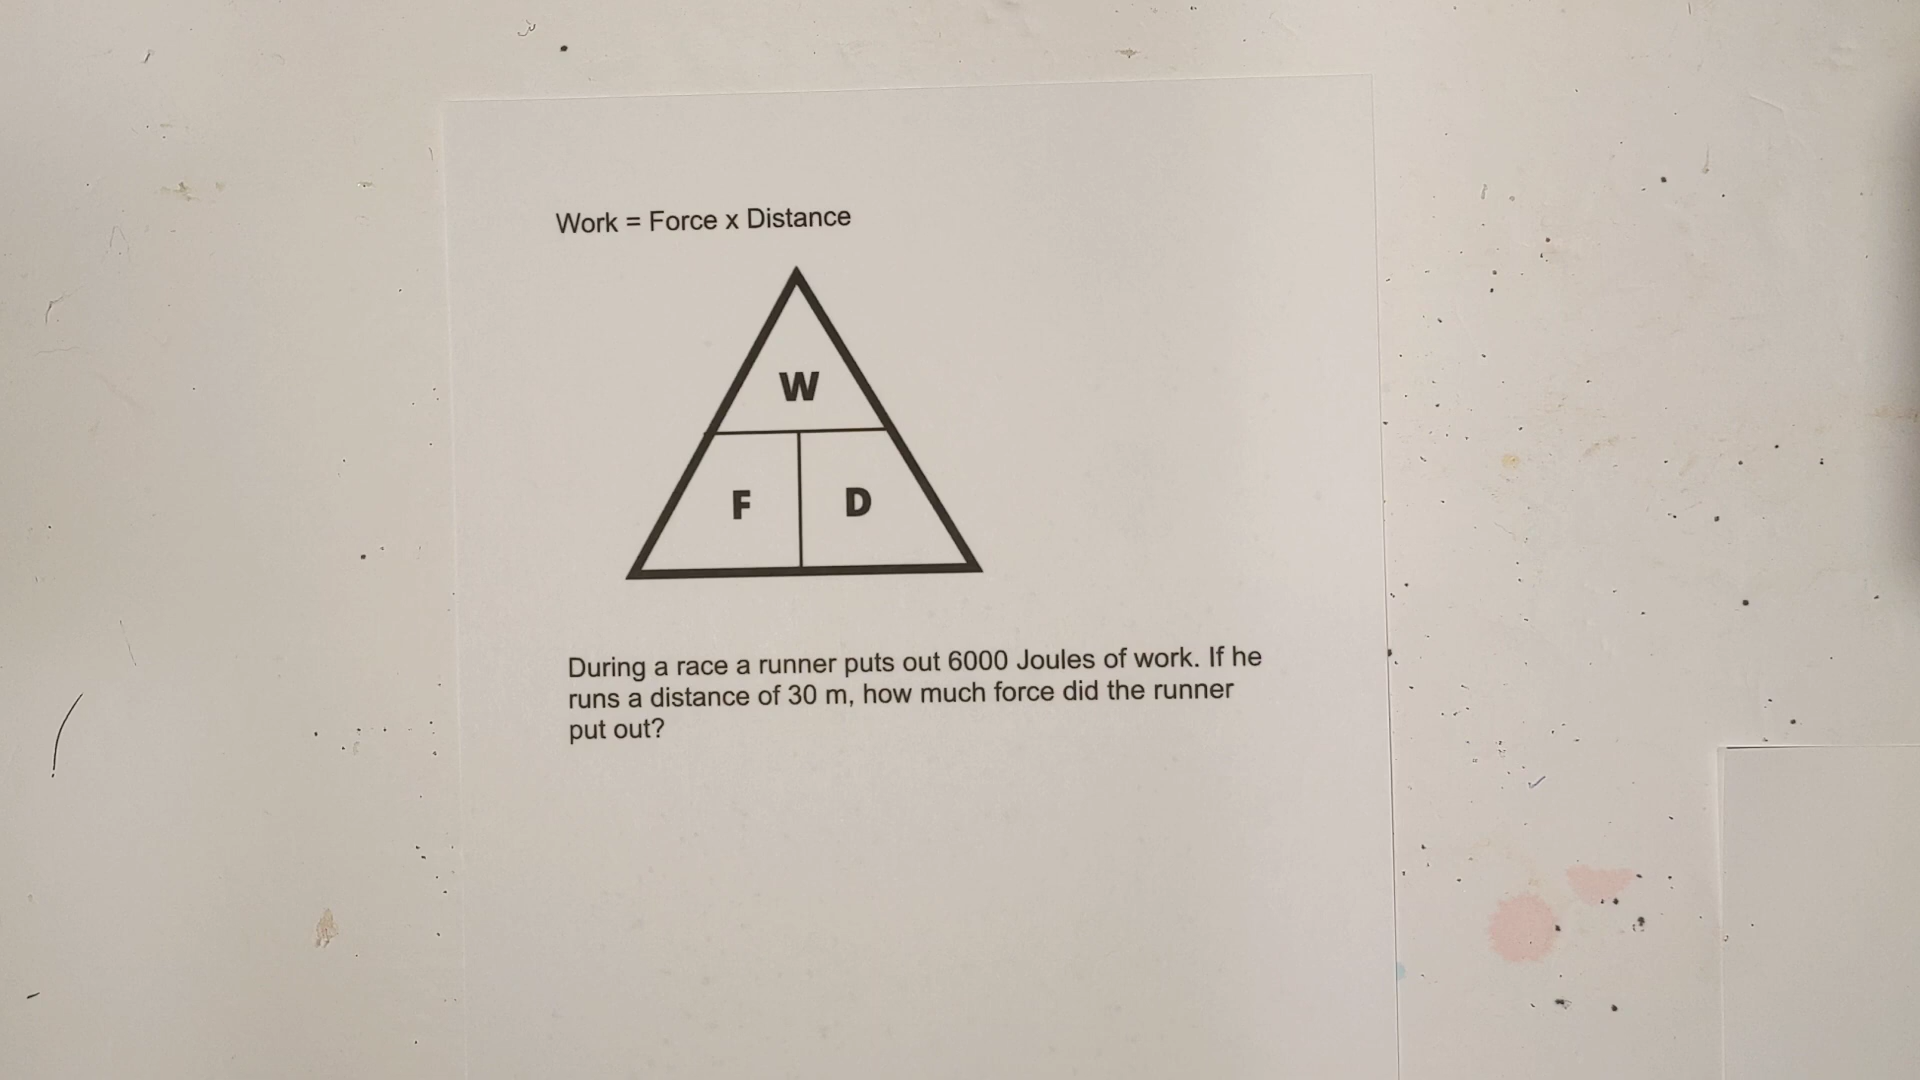 Work = Force x Distance
W
F D
During a race a runner puts out 6000 Joules of work. If he
runs a distance of 30 m, how much force did the runner
put out?